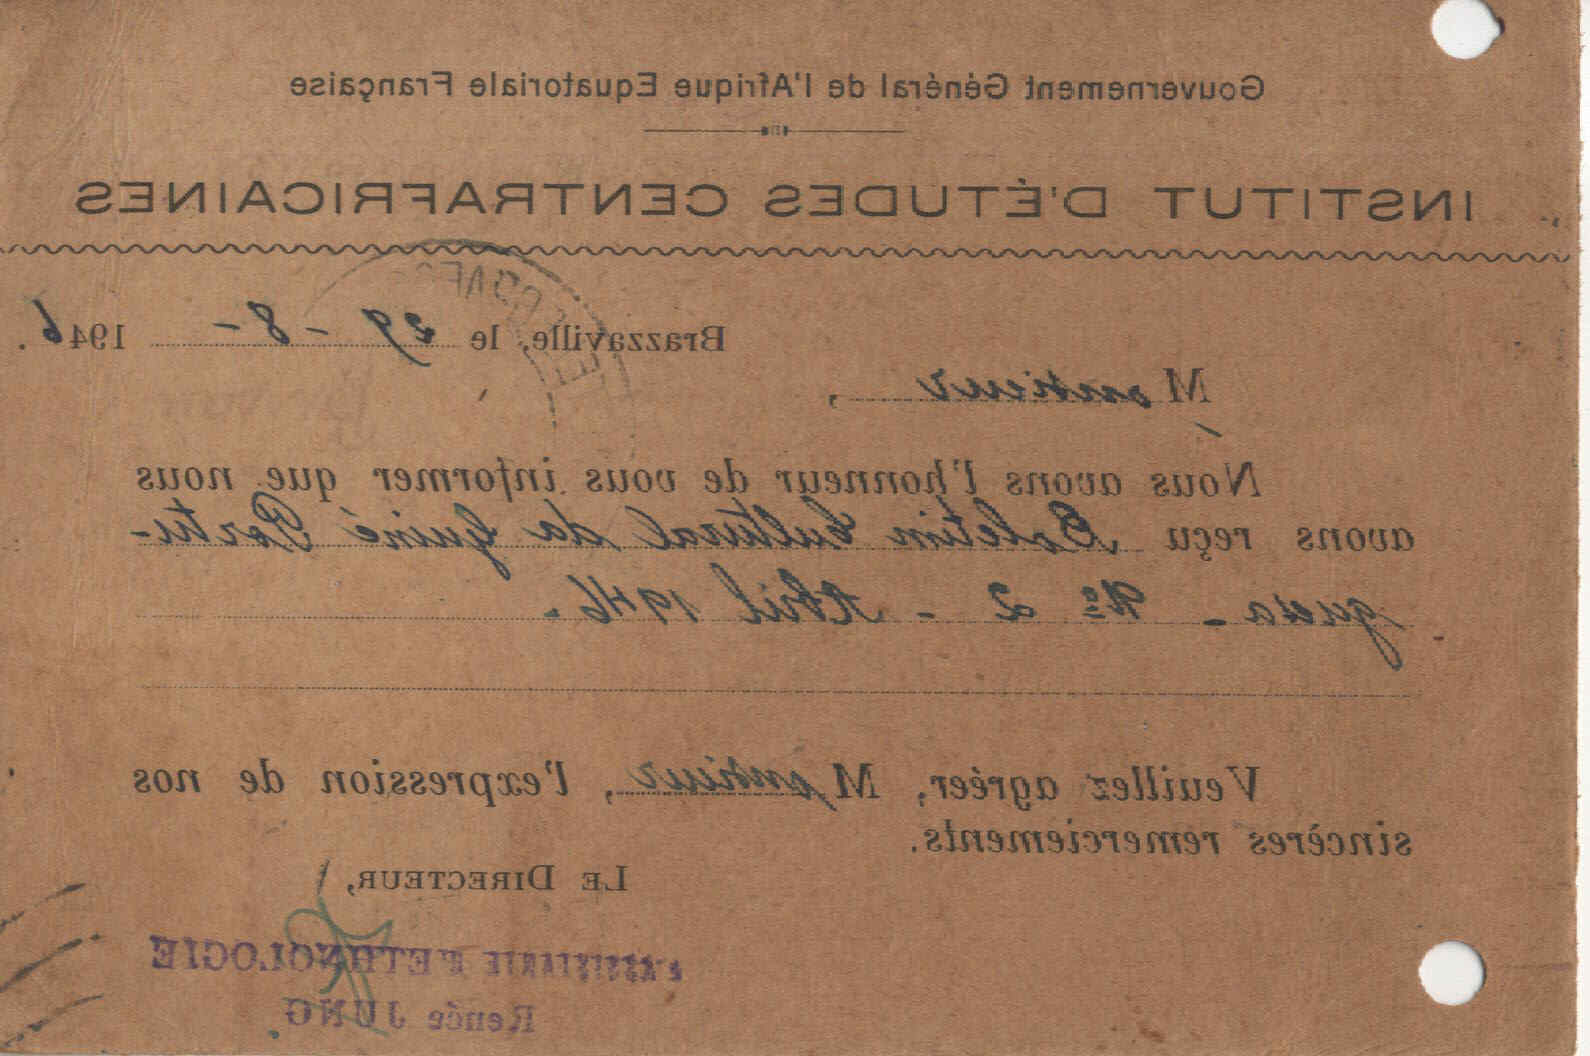 Gouvernement Général de l'Afrique Equatoriale Française
INSTITUT D'ÉTUDES CENTRAFRICAINES
Brazzaville, le 29 - 8 - 1946.
Monsieur,
Nous avons l'honneur de vous informer que nous
avons reçu Boletin Cultural da Guiné Portu-
guesa - Nº 2 - Abril 1946.
Veuillez agréer, Monsieur, l'expression de nos
sincères remerciements.
LE DIRECTEUR,
L'ASSISTANTE D'ETHNOLOGIE
Renée JUNG